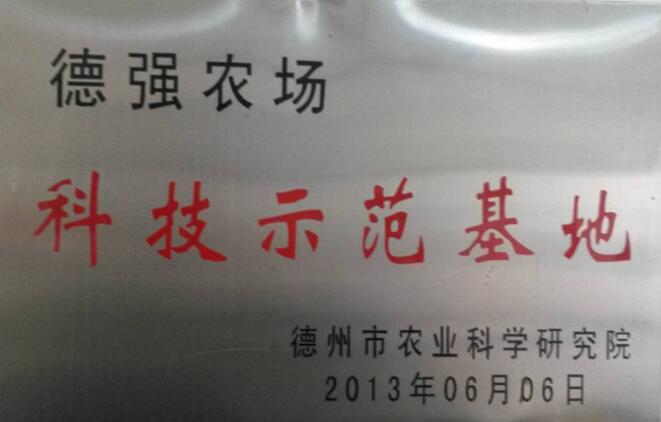 德强农场
科技示范基地
德州市农业科学研究院
2013年06月06日